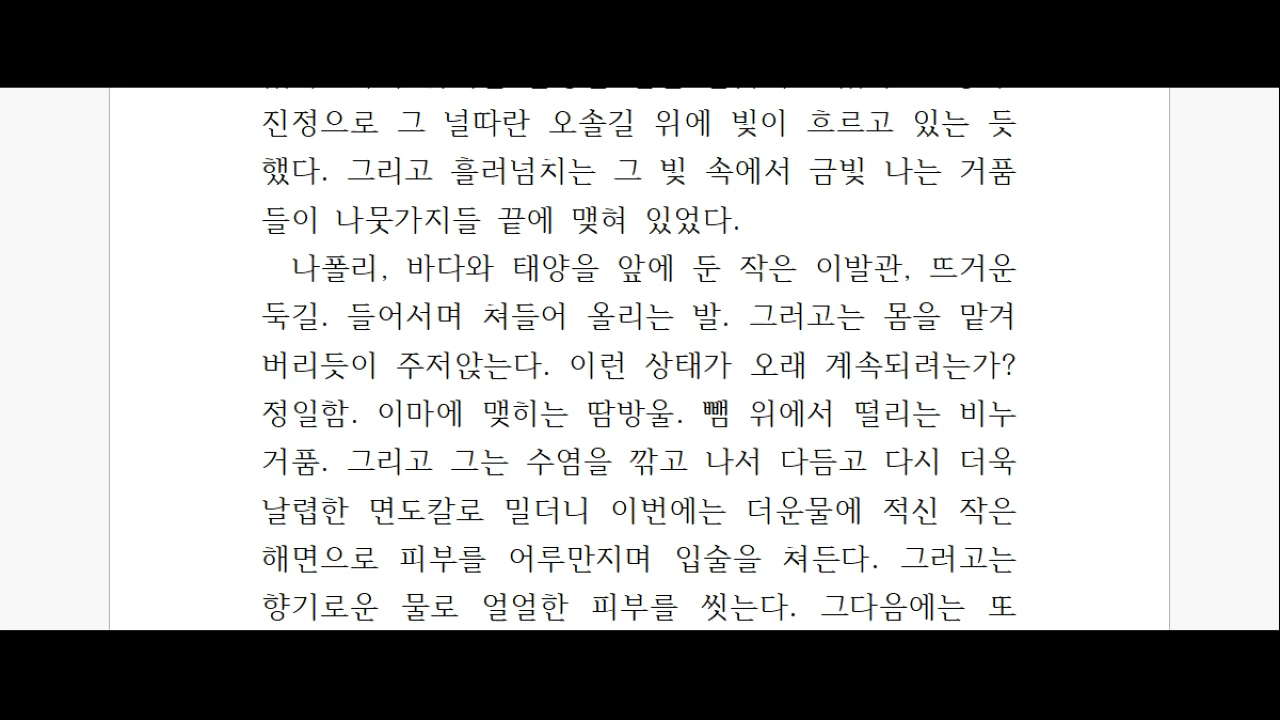 진정으로 그 널따란 오솔길 위에 빛이 흐르고 있는 듯
했다. 그리고 흘러넘치는 그 빛 속에서 금빛 나는 거품
들이 나뭇가지들 끝에 맺혀 있었다.
나폴리, 바다와 태양을 앞에 둔 작은 이발관, 뜨거운
둑길. 들어서며 쳐들어 올리는 발. 그러고는 몸을 맡겨
버리듯이 주저앉는다. 이런 상태가 오래 계속되려는가?
정일함. 이마에 맺히는 땀방울. 뺨 위에서 떨리는 비누
거품. 그리고 그는 수염을 깎고 나서 다듬고 다시 더욱
날렵한 면도칼로 밀더니 이번에는 더운물에 적신 작은
해면으로 피부를 어루만지며 입술을 쳐든다. 그러고는
향기로운 물로 얼얼한 피부를 씻는다. 그다음에는 또